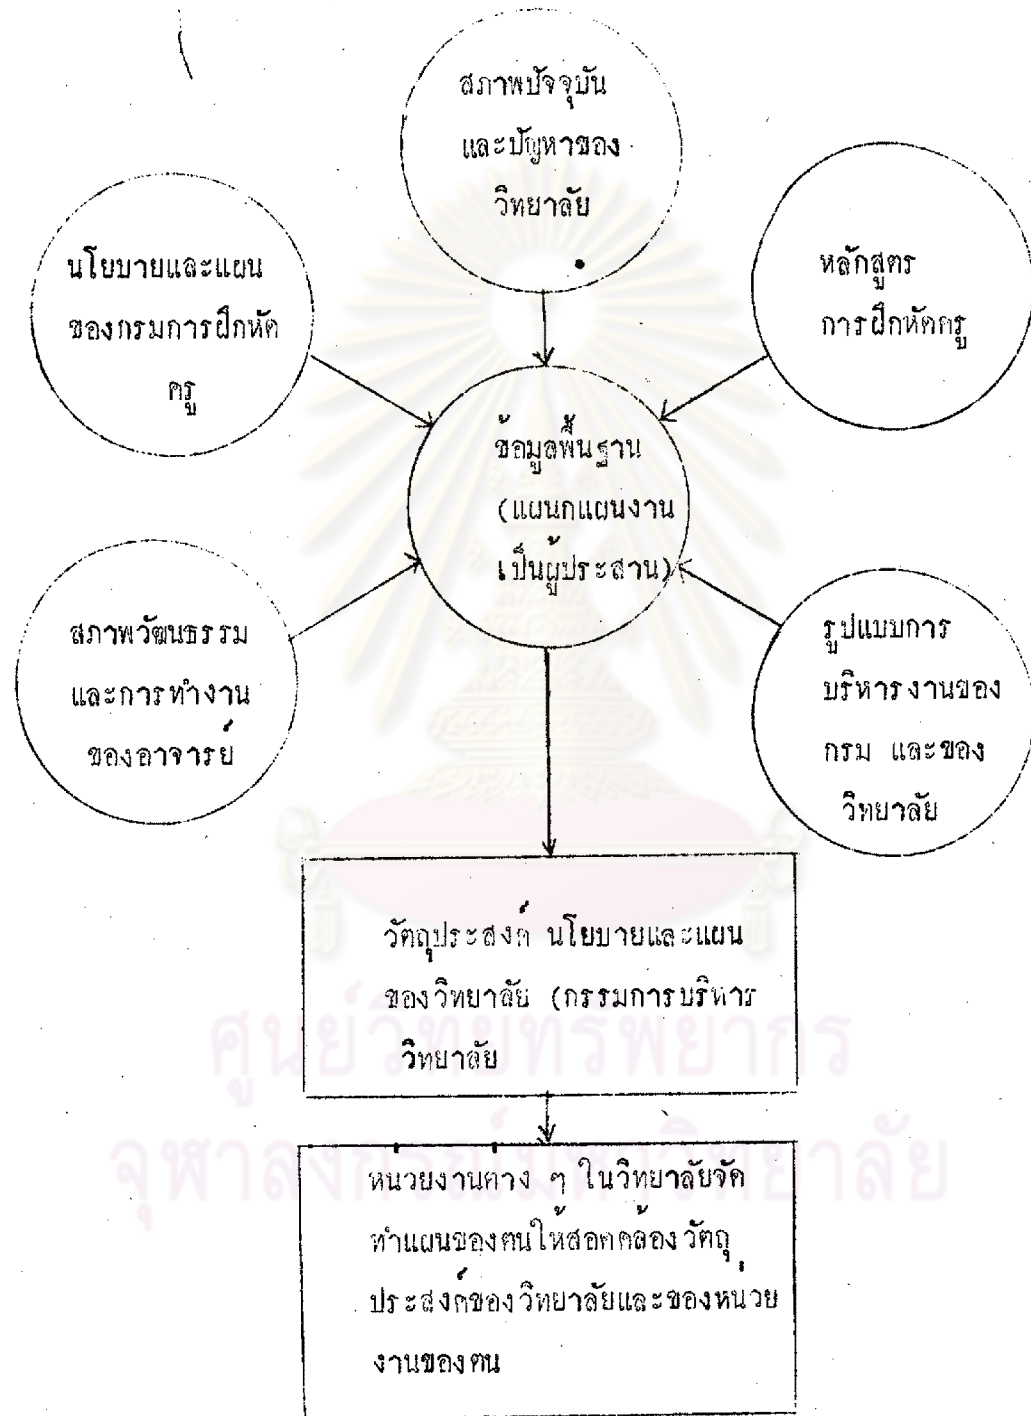 สภาพปัจจุบัน
และปัญหาของ
วิทยาลัย
นโยบายและแผน
ของกรมการฝึกหัด
ครู
หลักสูตร
การฝึกหัดครู
ข้อมูลพื้นฐาน
(แผนกแผนงาน
เป็นผู้ประสาน)
สภาพวัฒนธรรม
และการทำงาน
ของอาจารย์
รูปแบบการ
บริหารงานของ
กรม และของ
วิทยาลัย
วัตถุประสงค์ นโยบายและแผน
ของวิทยาลัย (กรรมการบริหาร
วิทยาลัย
หน่วยงานต่าง ๆ ในวิทยาลัยจัด
ทำแผนของตนให้สอดคล้องวัตถุ
ประสงค์ของวิทยาลัยและของหน่วย
งานของตน
ศูนย์วิทยทรัพยากร
จุฬาลงกรณ์มหาวิทยาลัย